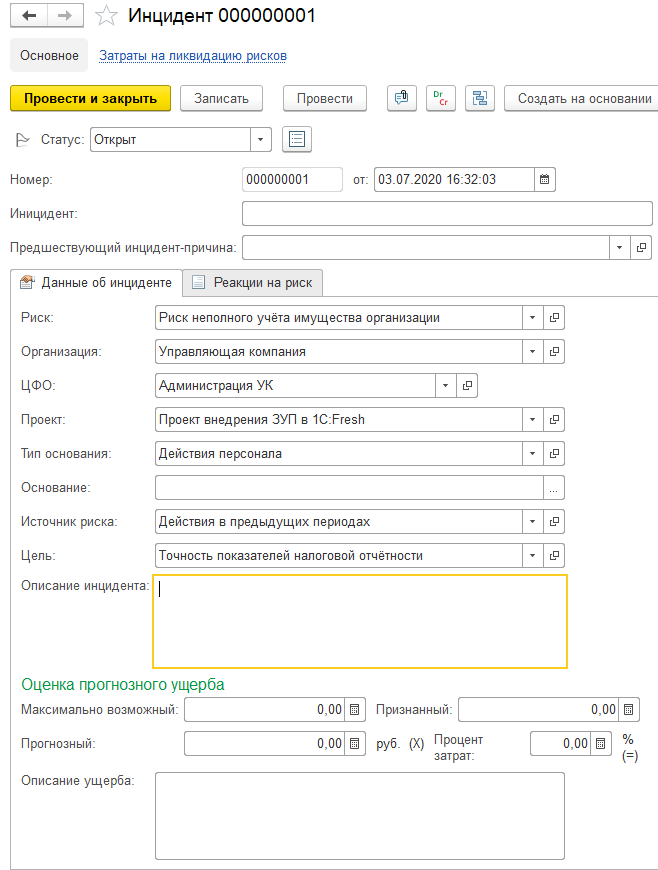 Инцидент 000000001
Основное Затраты на ликвидацию рисков
Провести и закрыть Записать Провести Dr Cr Создать на основании
Статус: Открыт
Номер: 000000001 от: 03.07.2020 16:32:03
Иницидент:
Предшествующий инцидент-причина:
Данные об инциденте Реакции на риск
Риск: Риск неполного учёта имущества организации
Организация: Управляющая компания
ЦФО: Администрация УК
Проект: Проект внедрения ЗУП в 1С:Fresh
Тип основания: Действия персонала
Основание: ...
Источник риска: Действия в предыдущих периодах
Цель: Точность показателей налоговой отчётности
Описание инцидента:
Оценка прогнозного ущерба
Максимально возможный: 0,00 Признанный: 0,00
Прогнозный: 0,00 руб. (X) Процент затрат: 0,00 % (=)
Описание ущерба: